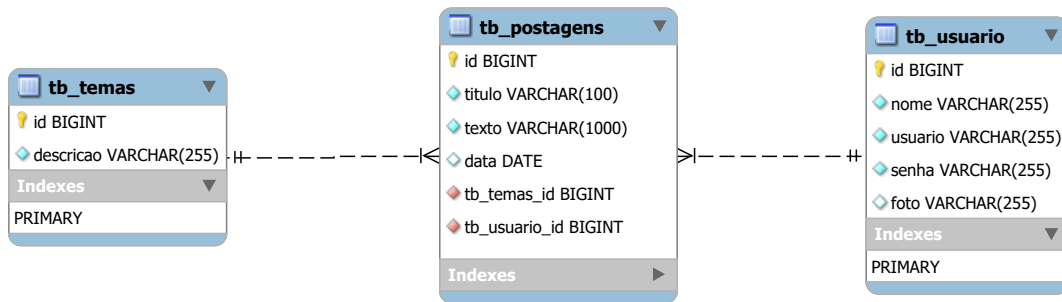 tb_temas
id BIGINT
descricao VARCHAR(255)
Indexes
PRIMARY
tb_postagens
id BIGINT
titulo VARCHAR(100)
texto VARCHAR(1000)
data DATE
tb_temas_id BIGINT
tb_usuario_id BIGINT
Indexes
tb_usuario
id BIGINT
nome VARCHAR(255)
usuario VARCHAR(255)
senha VARCHAR(255)
foto VARCHAR(255)
Indexes
PRIMARY